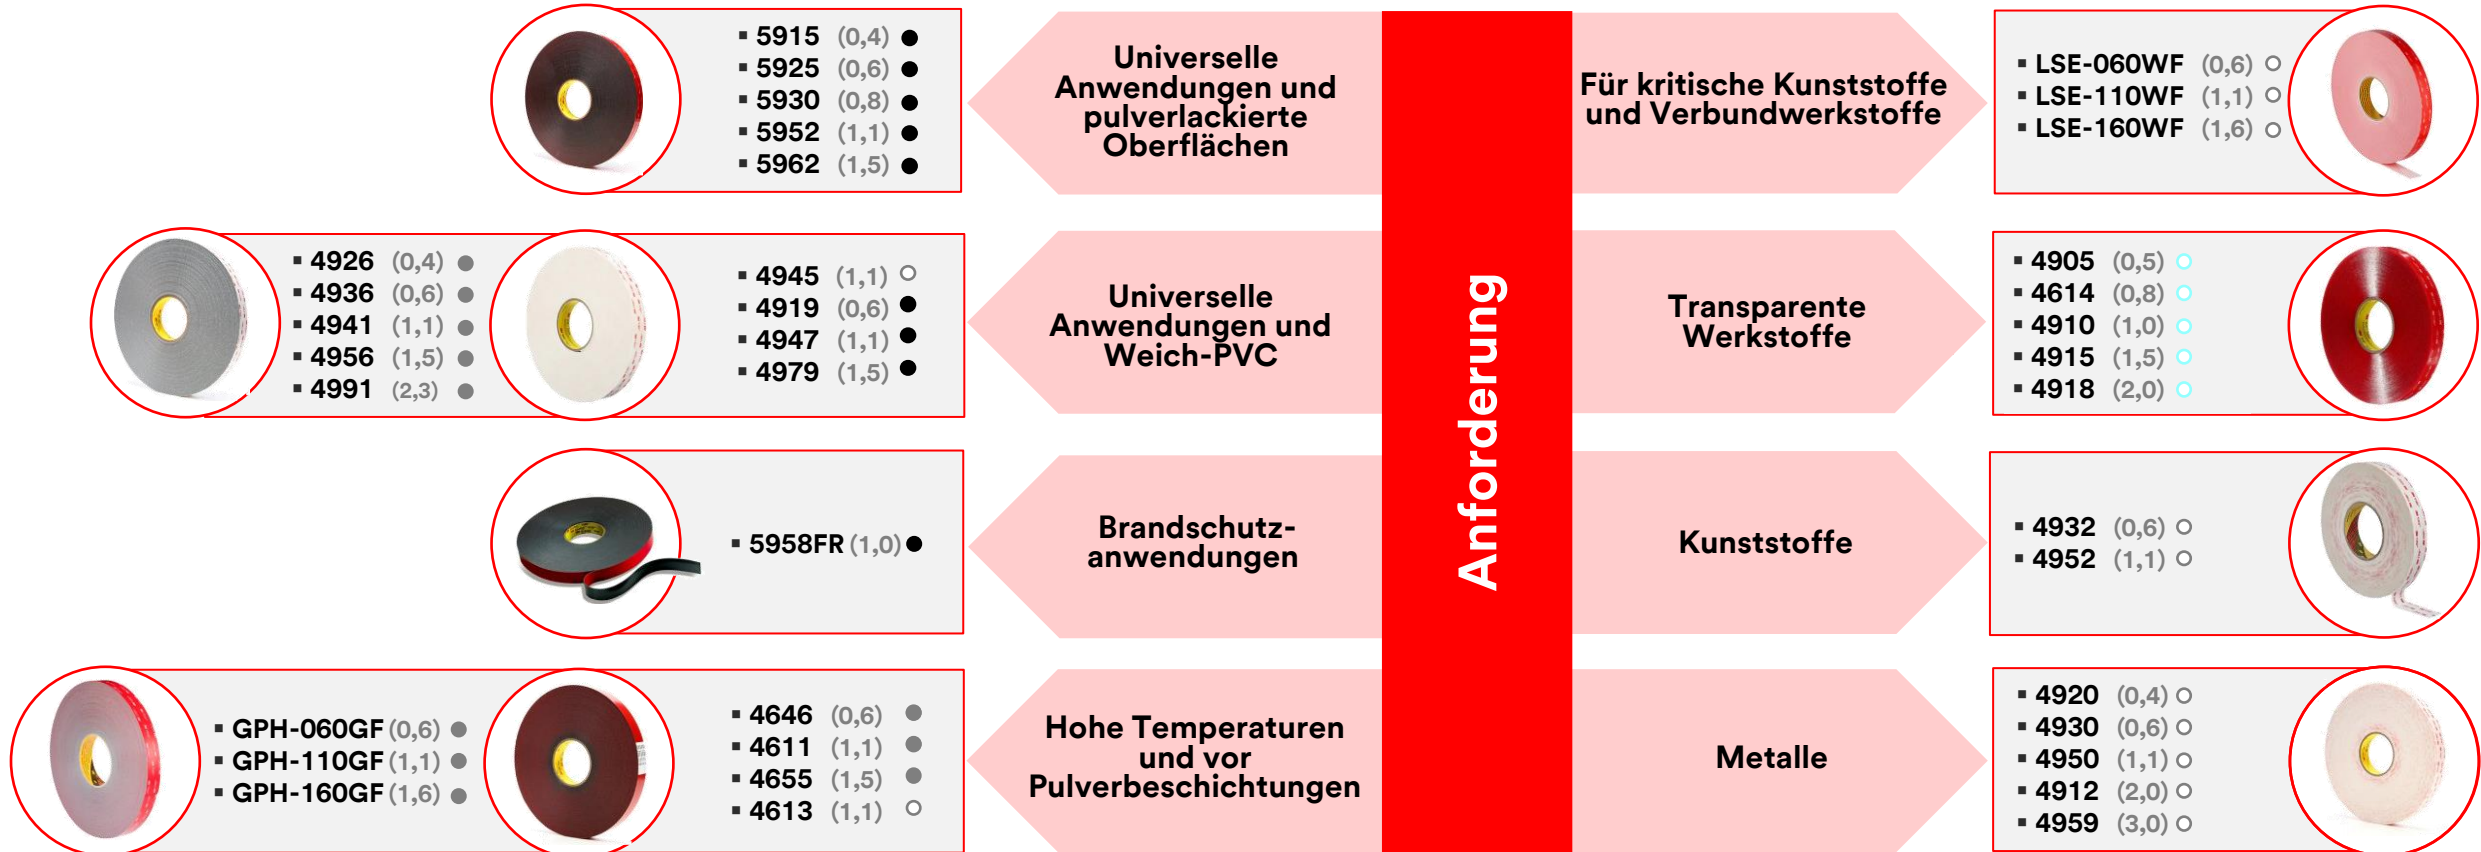 5915 (0,4)
5925 (0,6)
5930 (0,8)
5952 (1,1)
5962 (1,5)
Universelle
Anwendungen und
pulverlackierte
Oberflächen
Für kritische Kunststoffe
und Verbundwerkstoffe
LSE-060WF (0,6)
LSE-110WF (1,1)
LSE-160WF (1,6)
4926 (0,4)
4936 (0,6)
4941 (1,1)
4956 (1,5)
4991 (2,3)
4945 (1,1)
4919 (0,6)
4947 (1,1)
4979 (1,5)
Universelle
Anwendungen und
Weich-PVC
Anforderung
Transparente
Werkstoffe
4905 (0,5)
4614 (0,8)
4910 (1,0)
4915 (1,5)
4918 (2,0)
5958FR (1,0)
Brandschutz-
anwendungen
Kunststoffe
4932 (0,6)
4952 (1,1)
GPH-060GF (0,6)
GPH-110GF (1,1)
GPH-160GF (1,6)
4646 (0,6)
4611 (1,1)
4655 (1,5)
4613 (1,1)
Hohe Temperaturen
und vor
Pulverbeschichtungen
Metalle
4920 (0,4)
4930 (0,6)
4950 (1,1)
4912 (2,0)
4959 (3,0)